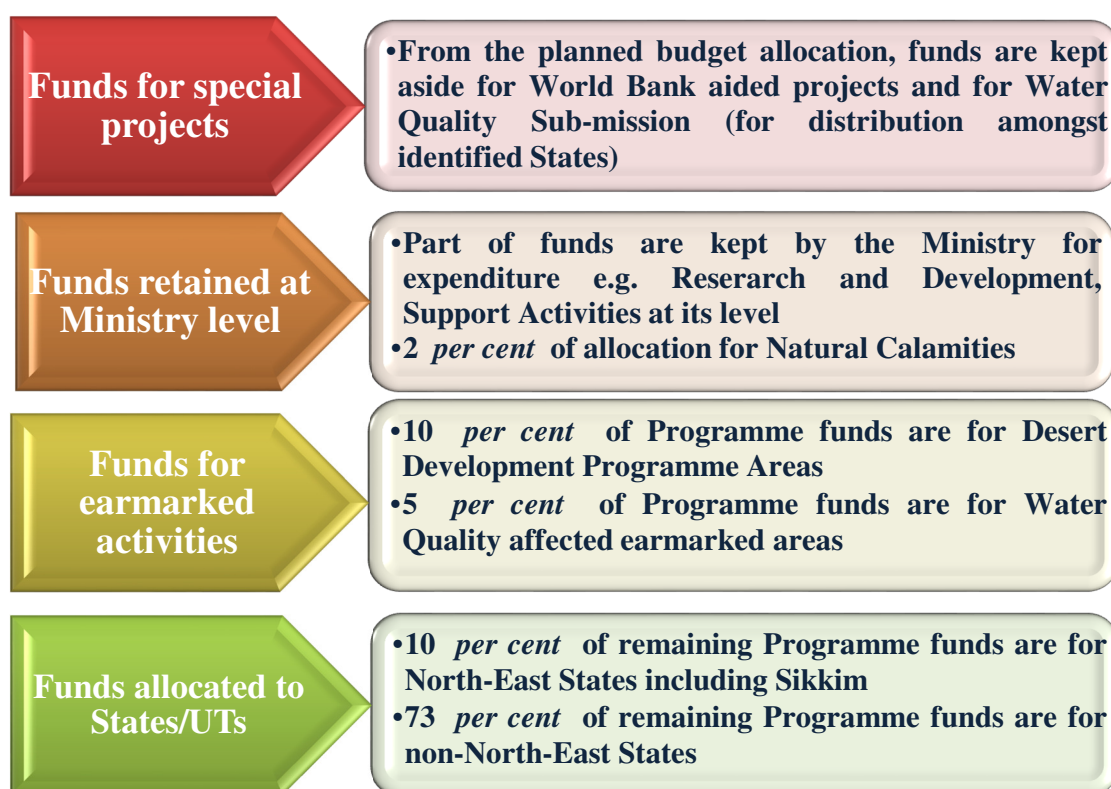 Funds for special
projects
•From the planned budget allocation, funds are kept
aside for World Bank aided projects and for Water
Quality Sub-mission (for distribution amongst
identified States)
Funds retained at
Ministry level
•Part of funds are kept by the Ministry for
expenditure e.g. Reserarch and Development,
Support Activities at its level
•2 per cent of allocation for Natural Calamities
Funds for
earmarked
activities
•10 per cent of Programme funds are for Desert
Development Programme Areas
•5 per cent of Programme funds are for Water
Quality affected earmarked areas
Funds allocated to
States/UTs
•10 per cent of remaining Programme funds are for
North-East States including Sikkim
•73 per cent of remaining Programme funds are for
non-North-East States